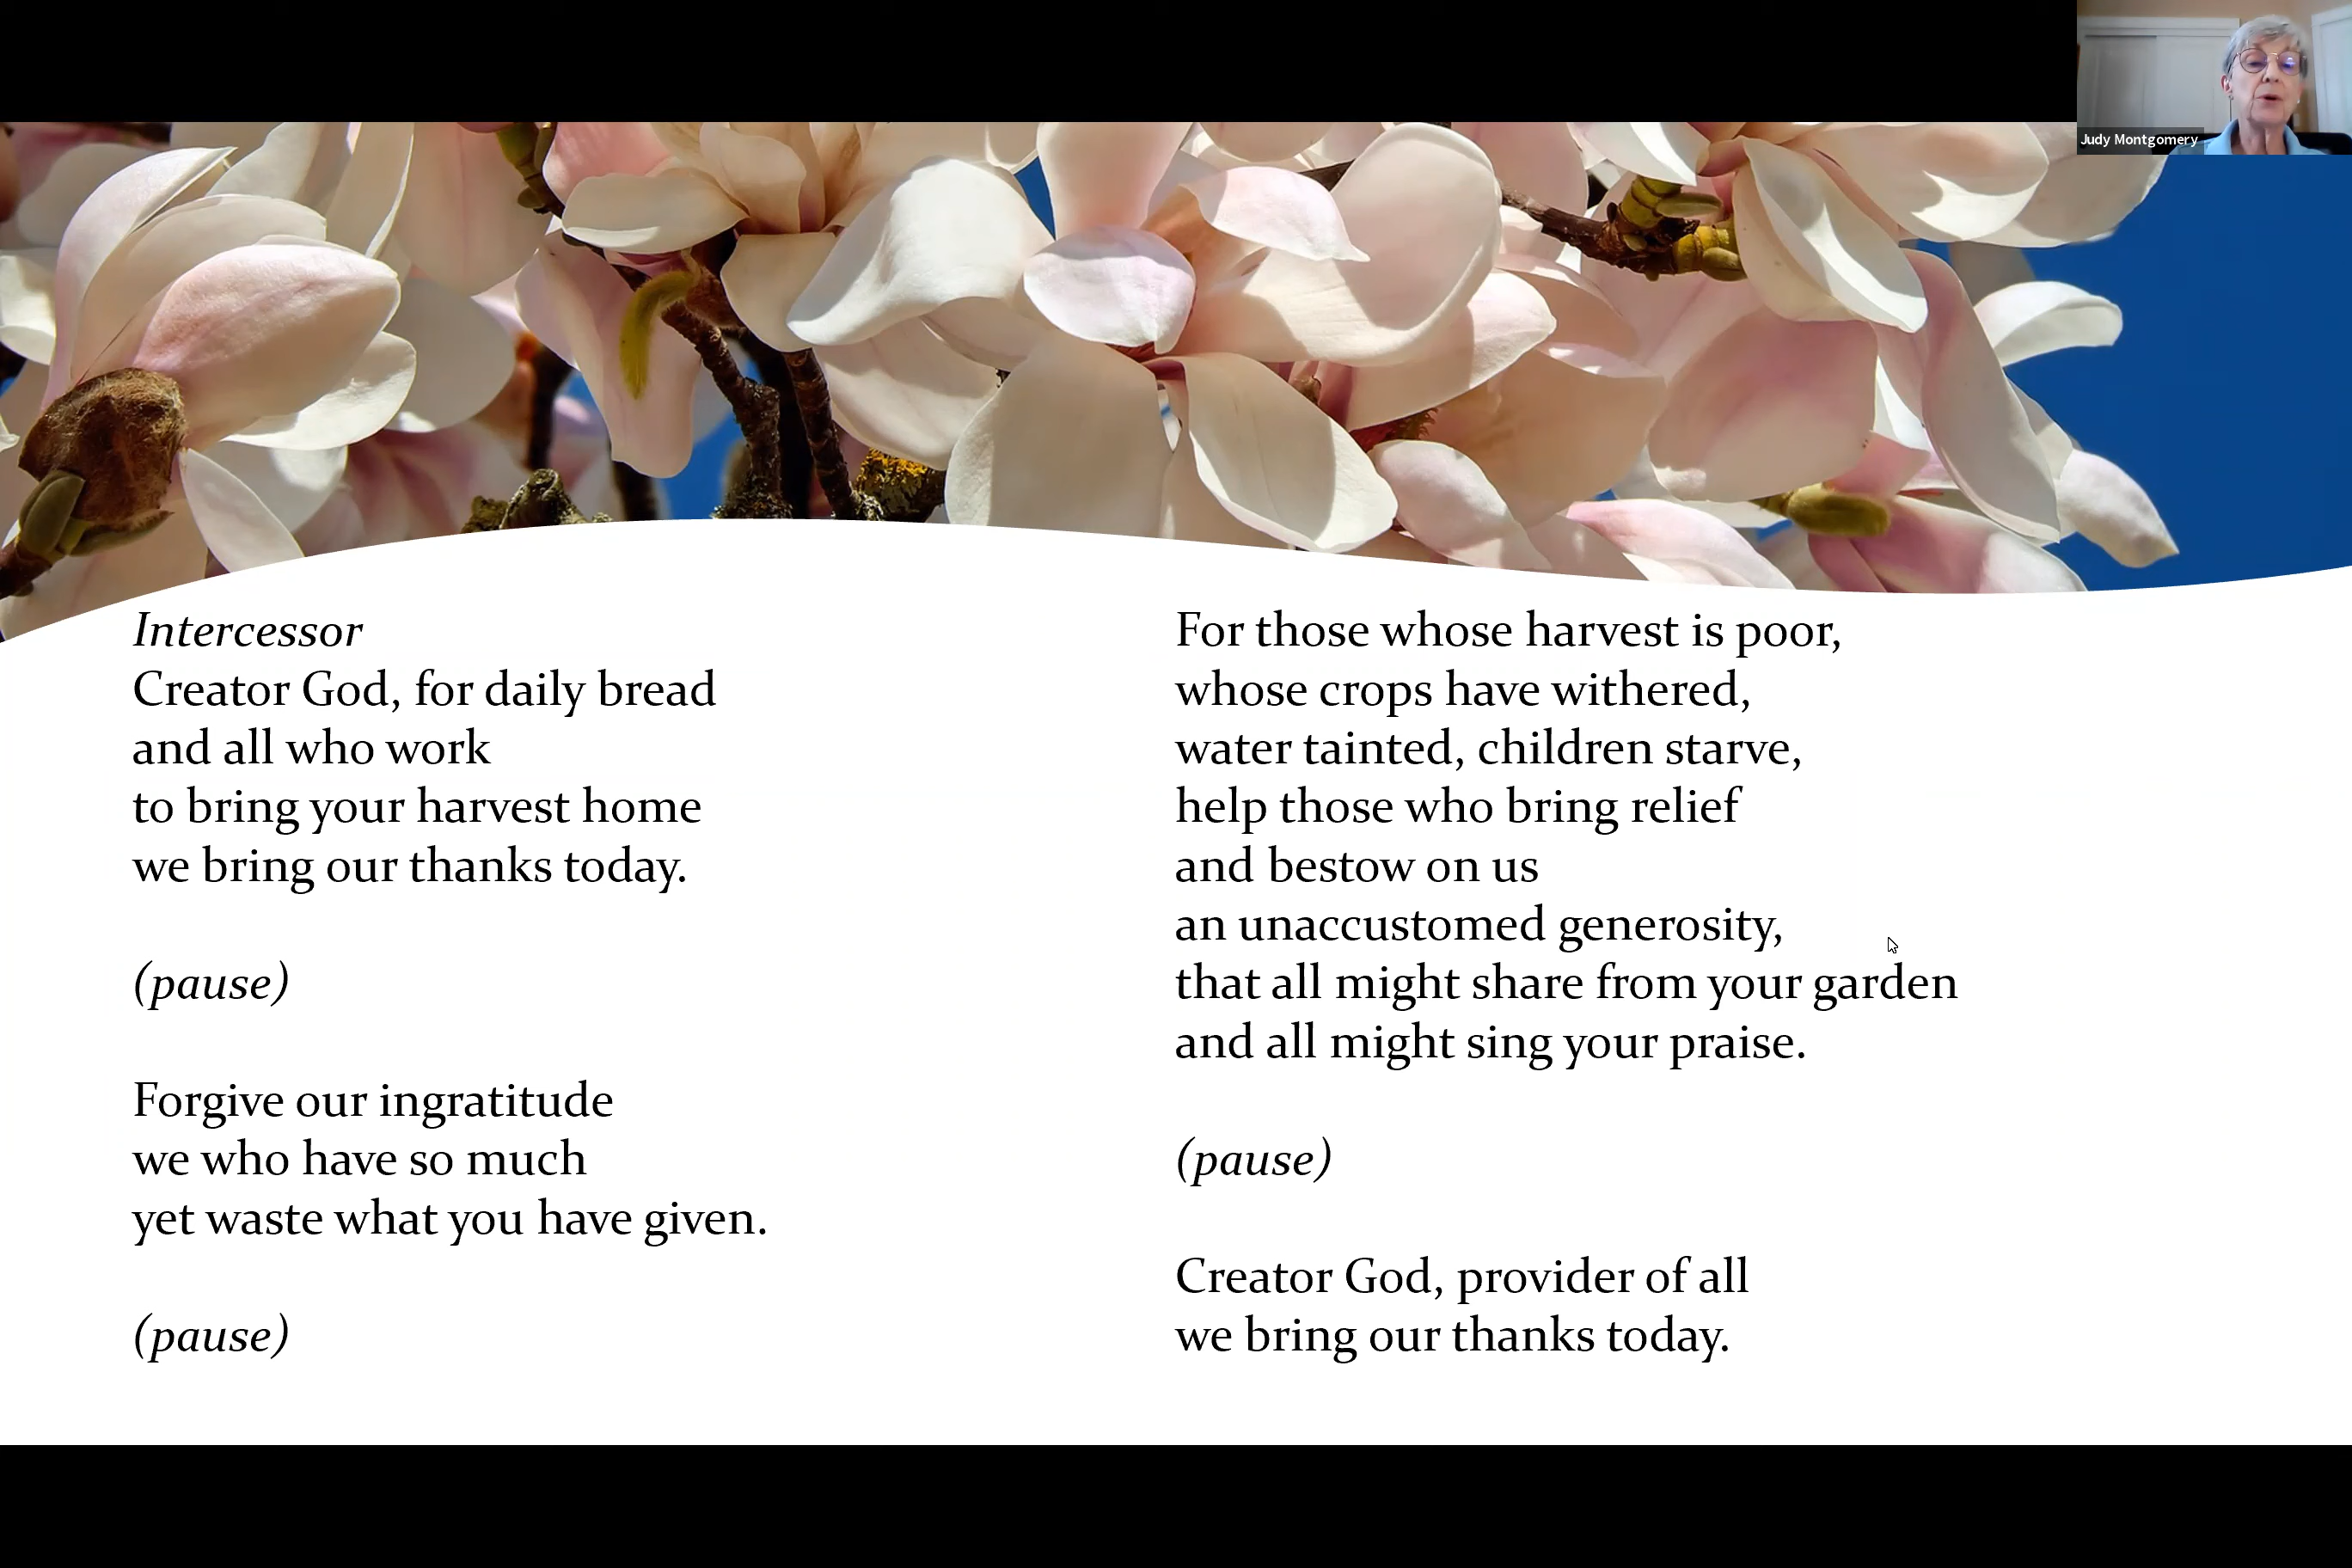 Judy Montgomery
Intercessor
Creator God, for daily bread
and all who work
to bring your harvest home
we bring our thanks today.
(pause)
Forgive our ingratitude
we who have so much
yet waste what you have given.
(pause)
For those whose harvest is poor,
whose crops have withered,
water tainted, children starve,
help those who bring relief
and bestow on us
an unaccustomed generosity,
that all might share from your garden
and all might sing your praise.
(pause)
Creator God, provider of all
we bring our thanks today.